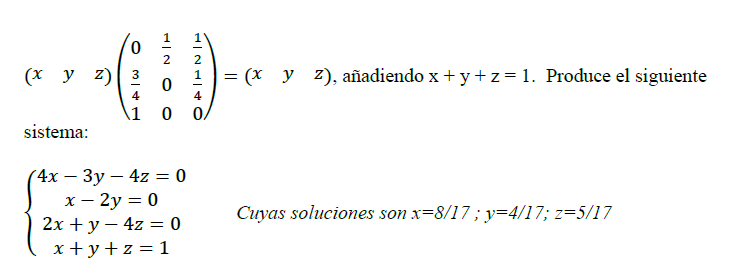 (x y z) (0 1/2 1/2
3/4 0 1/4
1 0 0) = (x y z), añadiendo x + y + z = 1. Produce el siguiente
sistema:
4x − 3y − 4z = 0
x − 2y = 0
2x + y − 4z = 0
x + y + z = 1
Cuyas soluciones son x=8/17 ; y=4/17; z=5/17